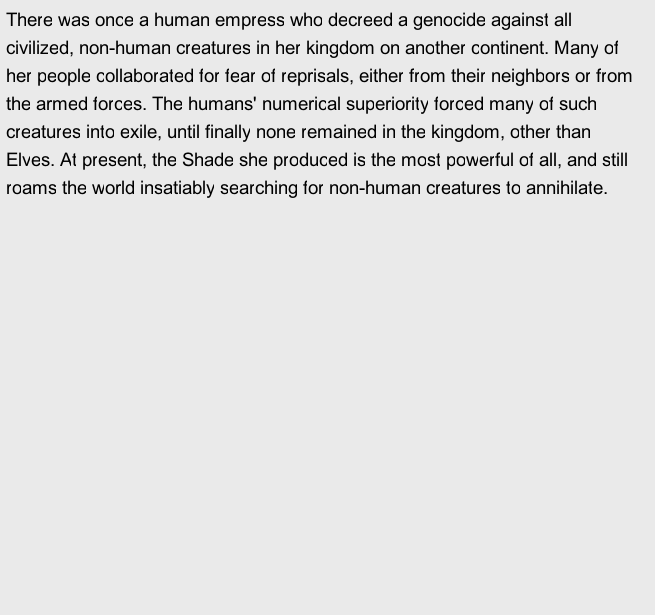 There was once a human empress who decreed a genocide against all
civilized, non-human creatures in her kingdom on another continent. Many of
her people collaborated for fear of reprisals, either from their neighbors or from
the armed forces. The humans' numerical superiority forced many of such
creatures into exile, until finally none remained in the kingdom, other than
Elves. At present, the Shade she produced is the most powerful of all, and still
roams the world insatiably searching for non-human creatures to annihilate.